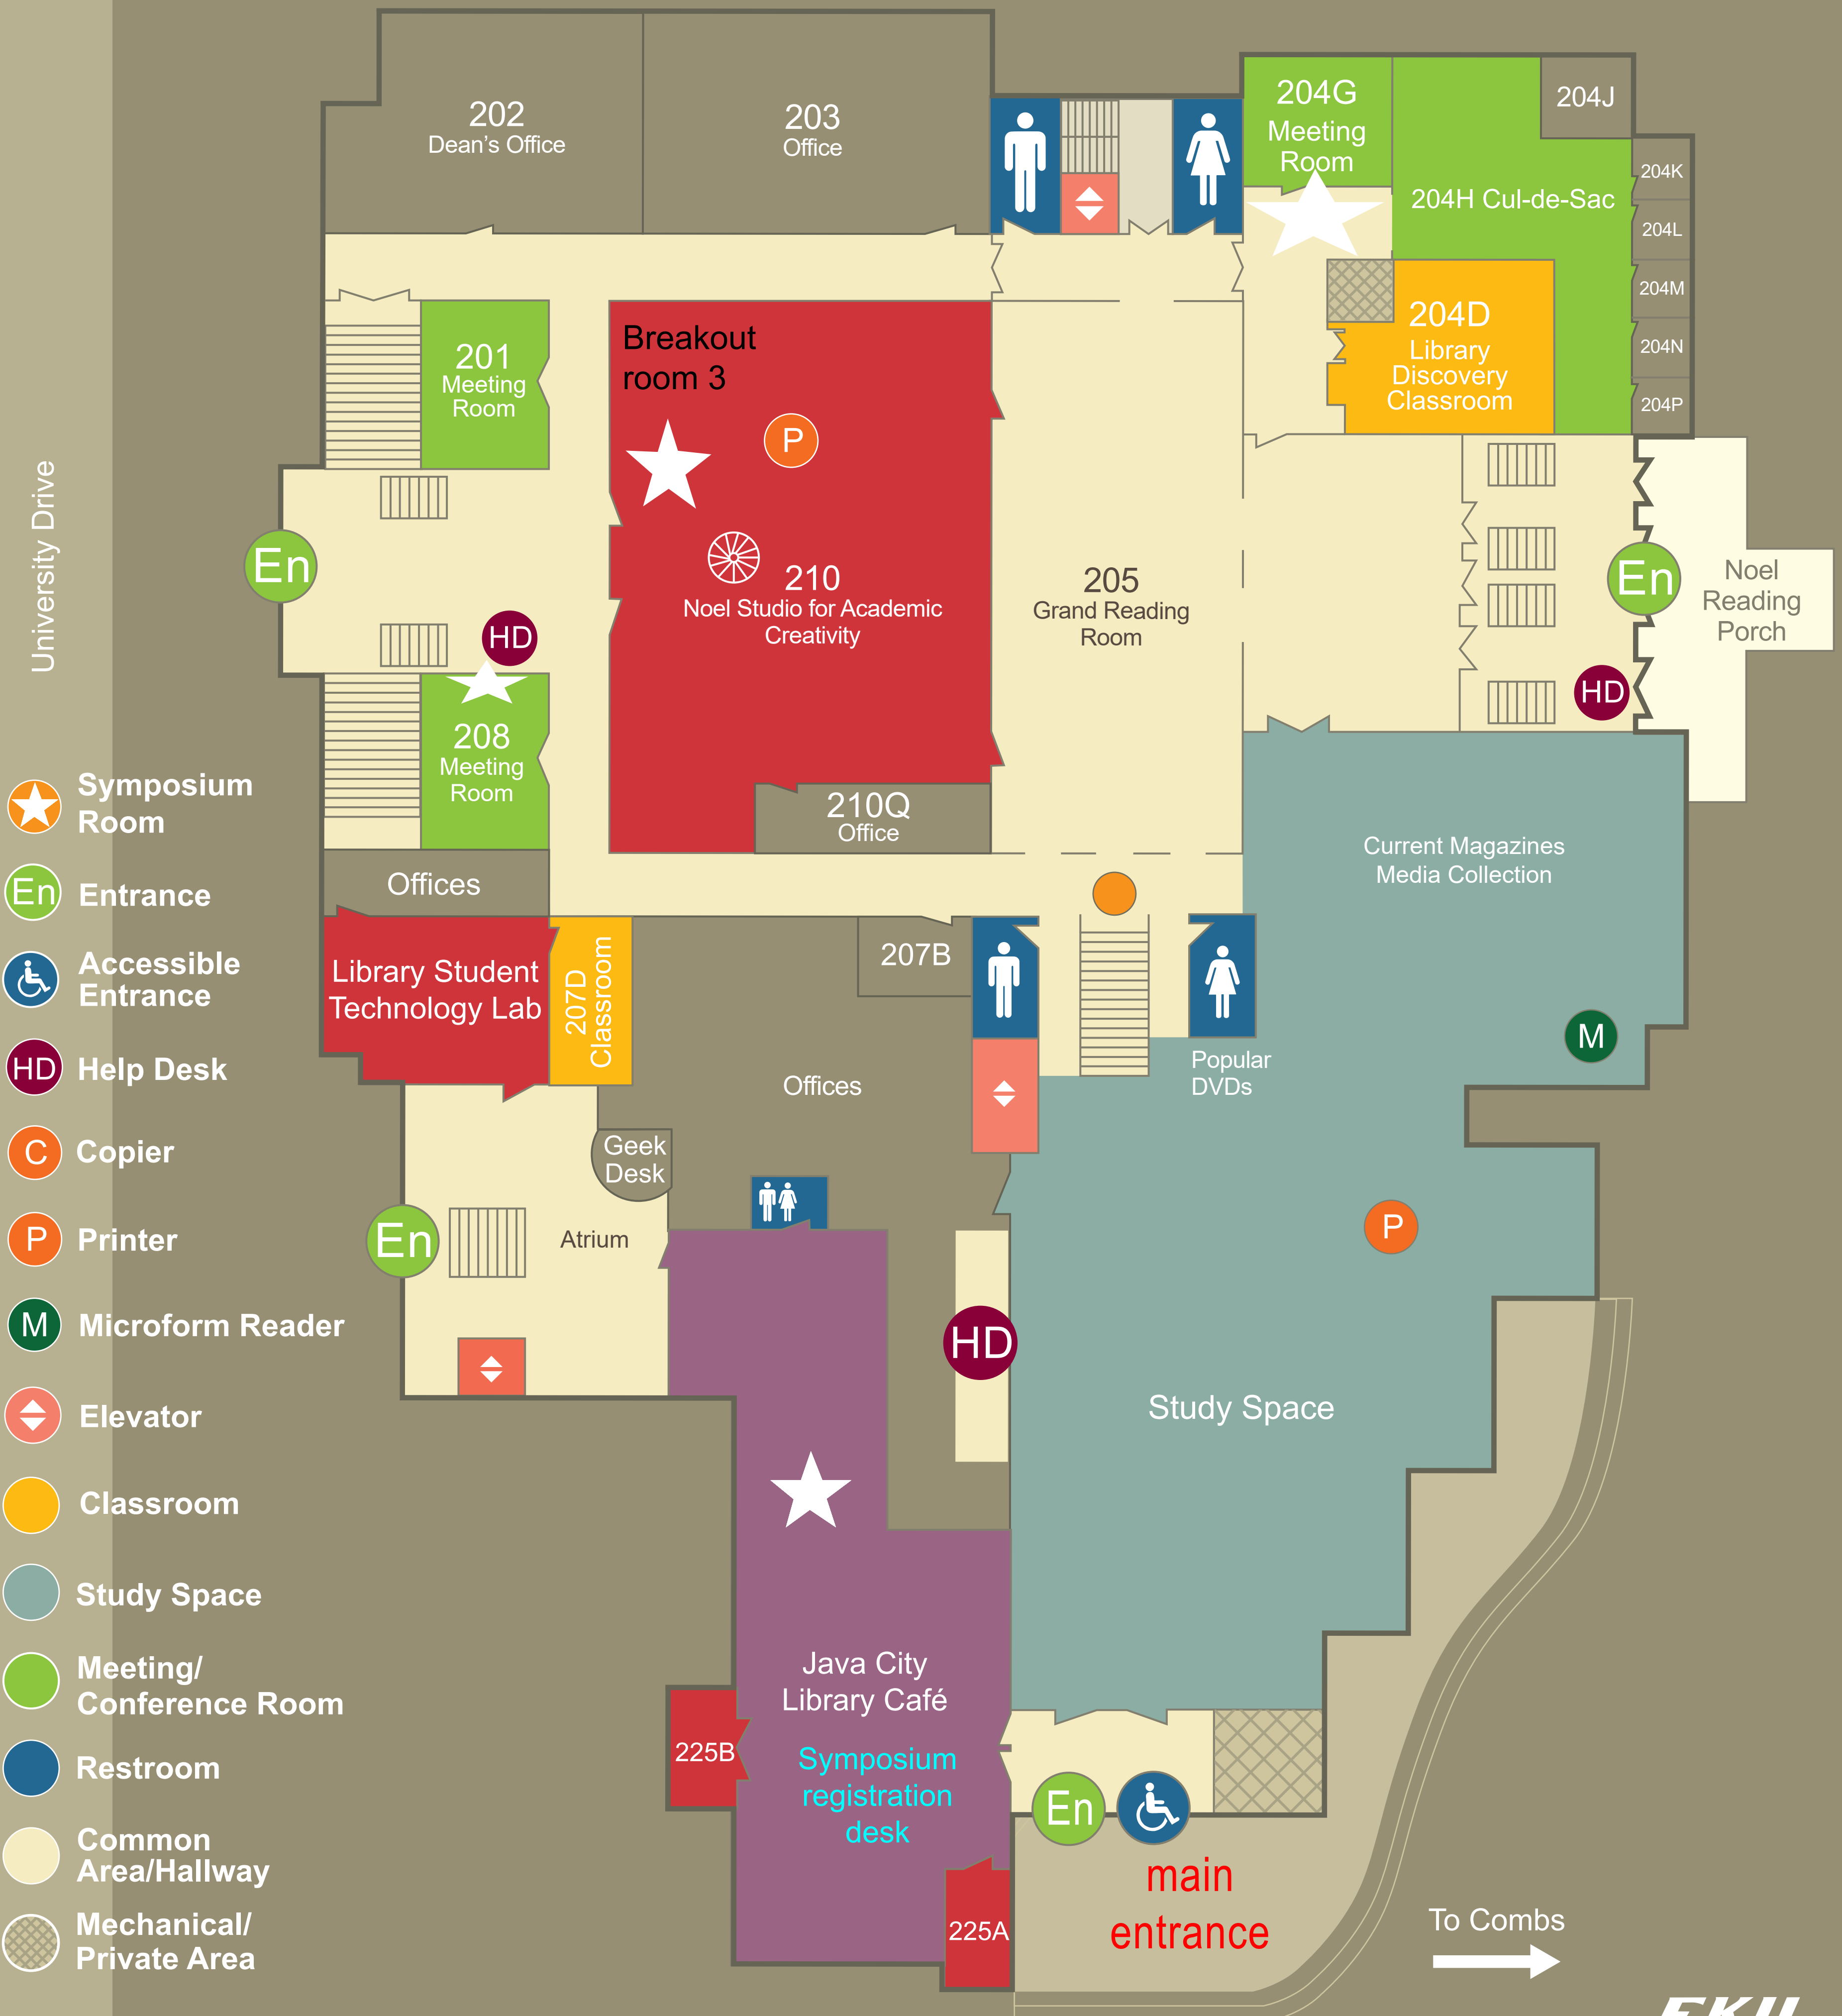 202
Dean's Office
203
Office
204G
Meeting
Room
204J
204H Cul-de-Sac
204K
204L
204M
204N
204P
204D
Library
Discovery
Classroom
201
Meeting
Room
Breakout
room 3
P
210
Noel Studio for Academic
Creativity
205
Grand Reading
Room
En
En
Noel
Reading
Porch
University Drive
HD
HD
208
Meeting
Room
210Q
Office
Current Magazines
Media Collection
Offices
Library Student
Technology Lab
207D
Classroom
207B
Offices
Popular
DVDs
M
Geek
Desk
Atrium
En
P
HD
Study Space
Java City
Library Café
225B
Symposium
registration
desk
En
225A
main
entrance
To Combs
EKU
Symposium
Room
En Entrance
Accessible
Entrance
HD Help Desk
C Copier
P Printer
M Microform Reader
Elevator
Classroom
Study Space
Meeting/
Conference Room
Restroom
Common
Area/Hallway
Mechanical/
Private Area